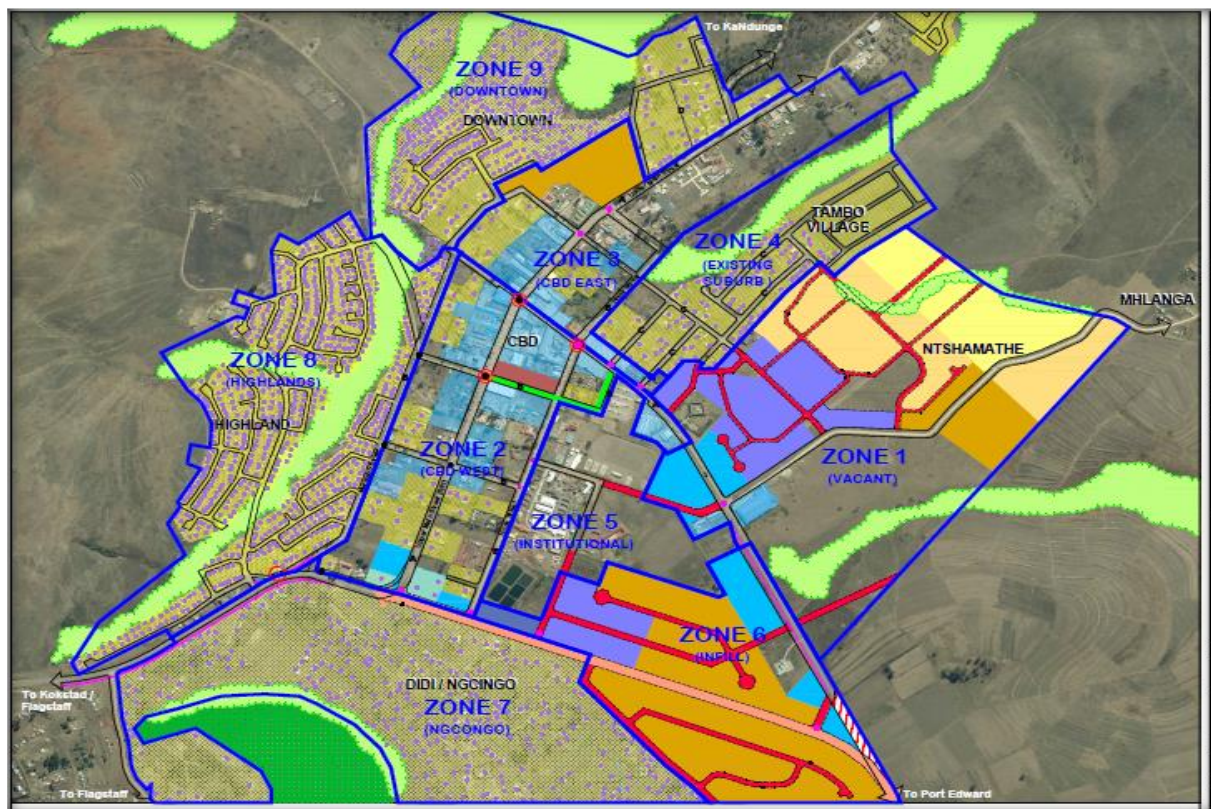 To KaNdunge
ZONE 9
(DOWNTOWN)
DOWNTOWN
TAMBO
VILLAGE
ZONE 4
(EXISTING
SUBURB )
ZONE 3
(CBD EAST)
MHLANGA
CBD
NTSHAMATHE
ZONE 8
(HIGHLANDS)
HIGHLAND
ZONE 2
(CBD WEST)
ZONE 1
(VACANT)
ZONE 5
(INSTITUTIONAL)
ZONE 6
(INFILL)
DIDI / NGCINGO
ZONE 7
(NGCONGO)
To Kokstad /
Flagstaff
To Flagstaff
To Port Edward